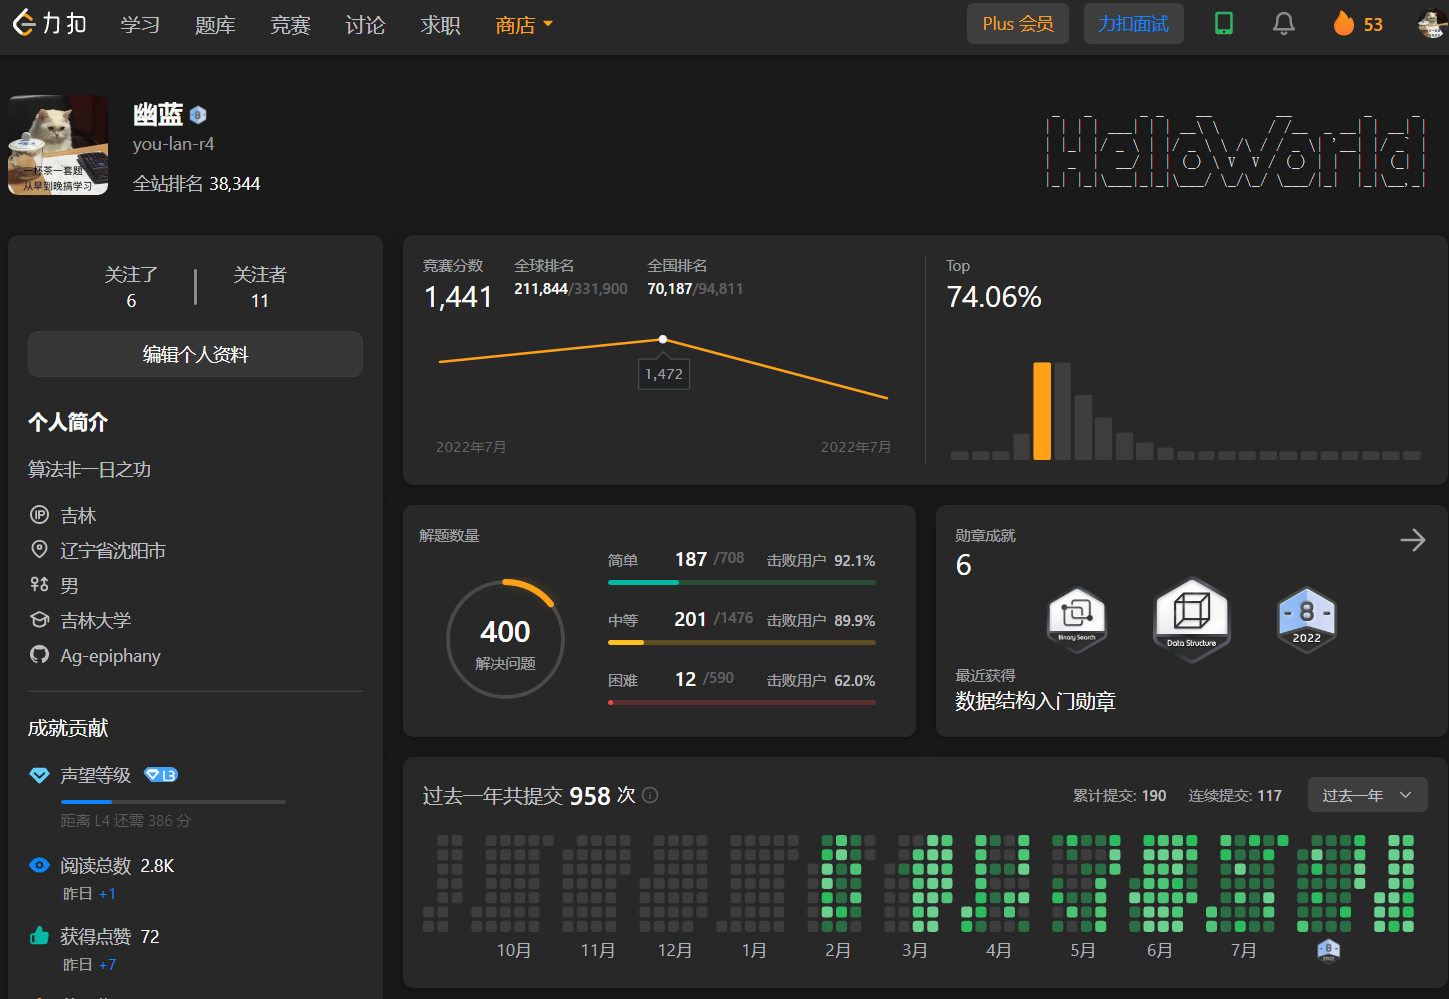 力扣 学习 题库 竞赛 讨论 求职 商店 Plus 会员 力扣面试 53
幽蓝 8
you-lan-r4
全站排名 38,344
一杯茶一套题
从早到晚搞学习
关注了 关注者
6 11
编辑个人资料
个人简介
算法非一日之功
IP 吉林
辽宁省沈阳市
男
吉林大学
Ag-epiphany
成就贡献
声望等级 L3
距离 L4 还需 386 分
阅读总数 2.8K
昨日 +1
获得点赞 72
昨日 +7
竞赛分数 全球排名 全国排名
1,441 211,844/331,900 70,187/94,811
1,472
2022年7月 2022年7月
Top
74.06%
解题数量
400
解决问题
简单 187 /708 击败用户 92.1%
中等 201 /1476 击败用户 89.9%
困难 12 /590 击败用户 62.0%
勋章成就
6
Binary Search
Data Structure
8
2022
最近获得
数据结构入门勋章
过去一年共提交 958 次 累计提交: 190 连续提交: 117 过去一年
10月 11月 12月 1月 2月 3月 4月 5月 6月 7月